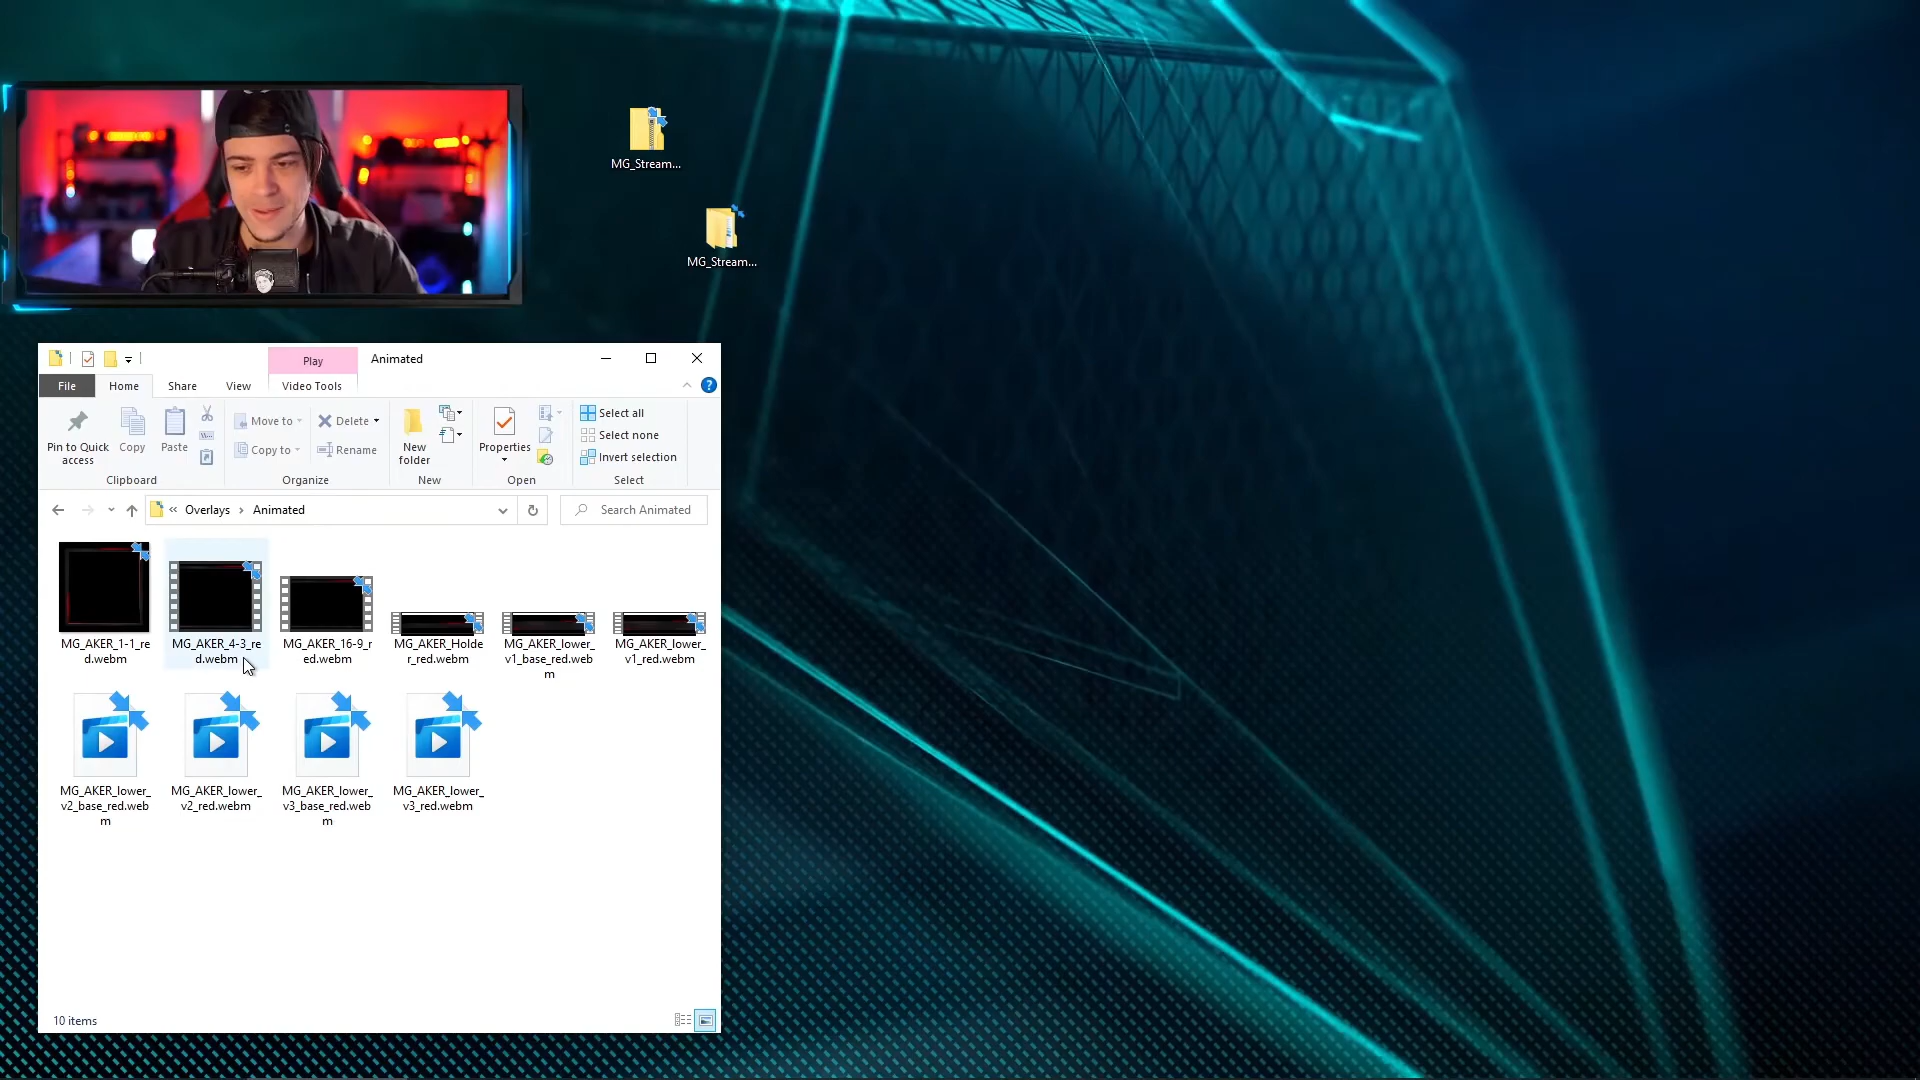 MG_Stream...
MG_Stream...
Play
Animated
File
Home
Share
View
Video Tools
Pin to Quick
access
Copy
Paste
Move to
Copy to
Delete
Rename
New
folder
Properties
Select all
Select none
Invert selection
Clipboard
Organize
New
Open
Select
« Overlays > Animated
Search Animated
MG_AKER_1-1_re
d.webm
MG_AKER_4-3_re
d.webm
MG_AKER_16-9_r
ed.webm
MG_AKER_Holde
r_red.webm
MG_AKER_lower_
v1_base_red.web
m
MG_AKER_lower_
v1_red.webm
MG_AKER_lower_
v2_base_red.web
m
MG_AKER_lower_
v2_red.webm
MG_AKER_lower_
v3_base_red.web
m
MG_AKER_lower_
v3_red.webm
10 items